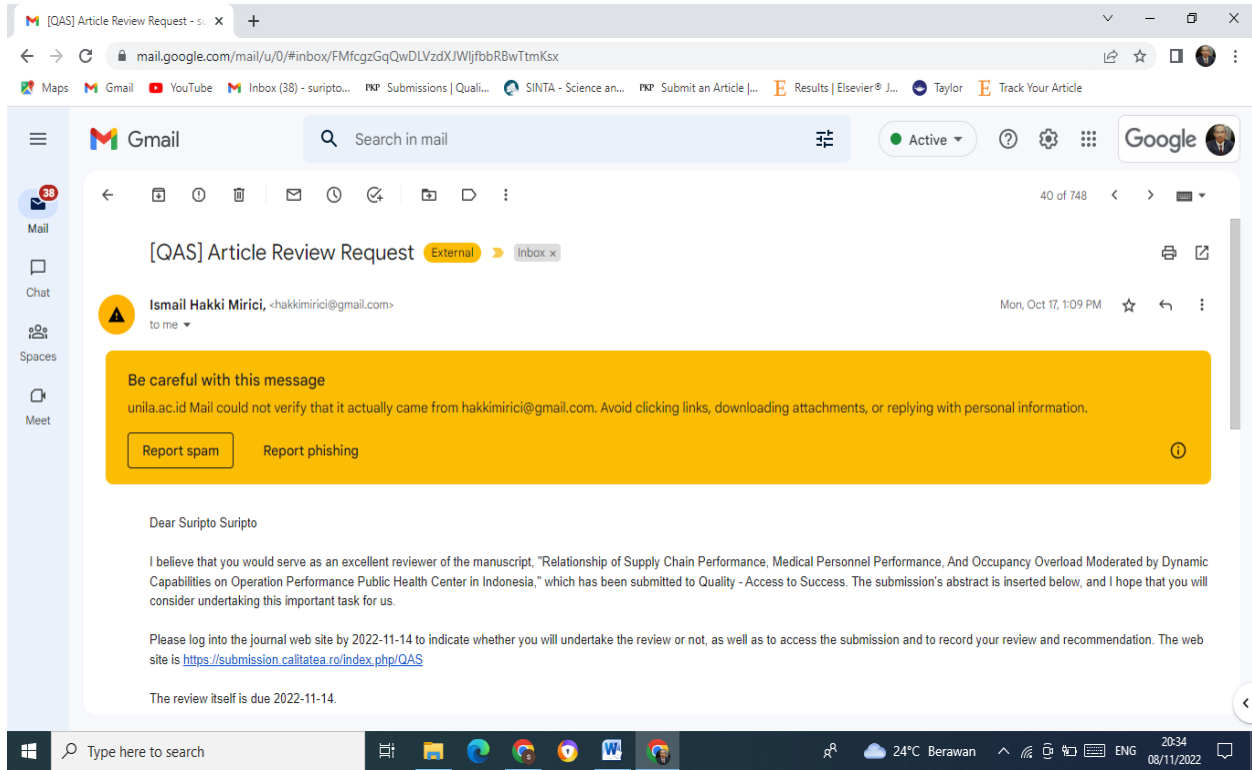 [QAS] Article Review Request - su
mail.google.com/mail/u/0/#inbox/FMfcgzGqQwDLVzdXJWljfbbRBwTtmKsx
Maps Gmail YouTube Inbox (38) - suripto... PKP Submissions | Quali... SINTA - Science an... PKP Submit an Article |... E Results | Elsevier® J... Taylor E Track Your Article
Gmail Search in mail Active Google
38
Mail
Chat
Spaces
Meet
40 of 748
[QAS] Article Review Request External Inbox x
Ismail Hakki Mirici, <hakkimirici@gmail.com> Mon, Oct 17, 1:09 PM
to me
Be careful with this message
unila.ac.id Mail could not verify that it actually came from hakkimirici@gmail.com. Avoid clicking links, downloading attachments, or replying with personal information.
Report spam Report phishing
Dear Suripto Suripto
I believe that you would serve as an excellent reviewer of the manuscript, "Relationship of Supply Chain Performance, Medical Personnel Performance, And Occupancy Overload Moderated by Dynamic
Capabilities on Operation Performance Public Health Center in Indonesia," which has been submitted to Quality - Access to Success. The submission's abstract is inserted below, and I hope that you will
consider undertaking this important task for us.
Please log into the journal web site by 2022-11-14 to indicate whether you will undertake the review or not, as well as to access the submission and to record your review and recommendation. The web
site is https://submission.calitatea.ro/index.php/QAS
The review itself is due 2022-11-14.
Type here to search W 24°C Berawan ENG 20:34
08/11/2022